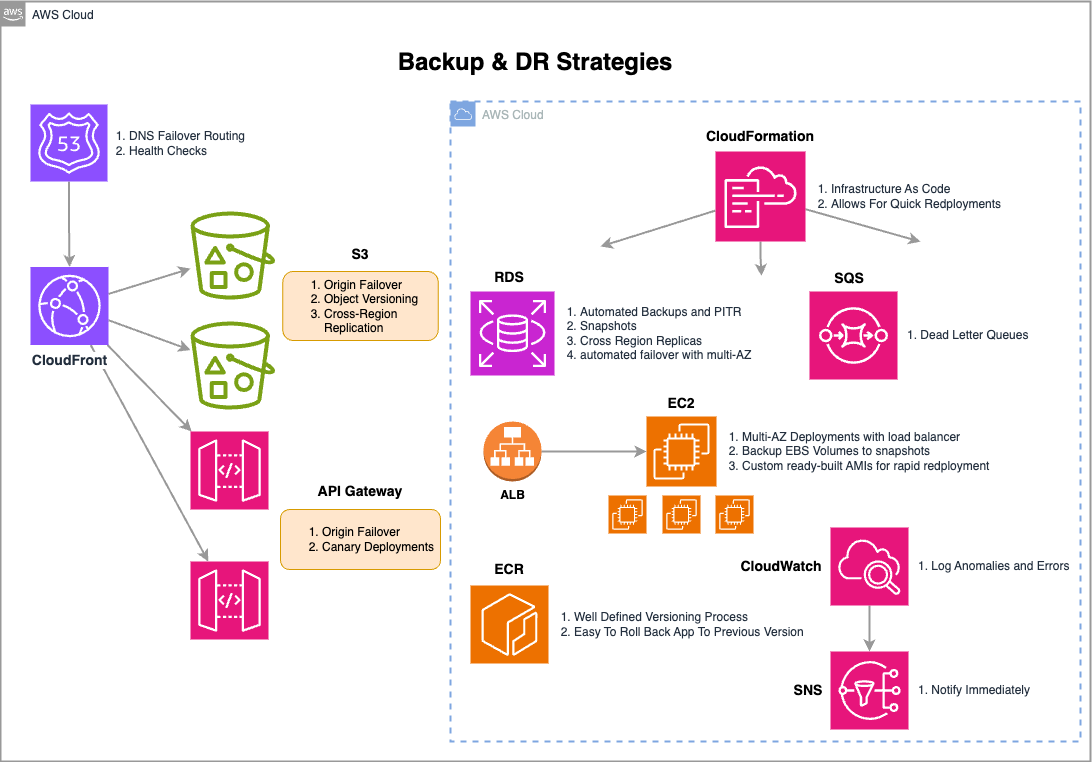 aws
AWS Cloud
Backup & DR Strategies
53
1. DNS Failover Routing
2. Health Checks
CloudFront
S3
1. Origin Failover
2. Object Versioning
3. Cross-Region
Replication
API Gateway
1. Origin Failover
2. Canary Deployments
</>
</>
AWS Cloud
CloudFormation
1. Infrastructure As Code
2. Allows For Quick Redployments
RDS
1. Automated Backups and PITR
2. Snapshots
3. Cross Region Replicas
4. automated failover with multi-AZ
SQS
1. Dead Letter Queues
ALB
EC2
1. Multi-AZ Deployments with load balancer
2. Backup EBS Volumes to snapshots
3. Custom ready-built AMIs for rapid redployment
ECR
1. Well Defined Versioning Process
2. Easy To Roll Back App To Previous Version
CloudWatch
1. Log Anomalies and Errors
SNS
1. Notify Immediately